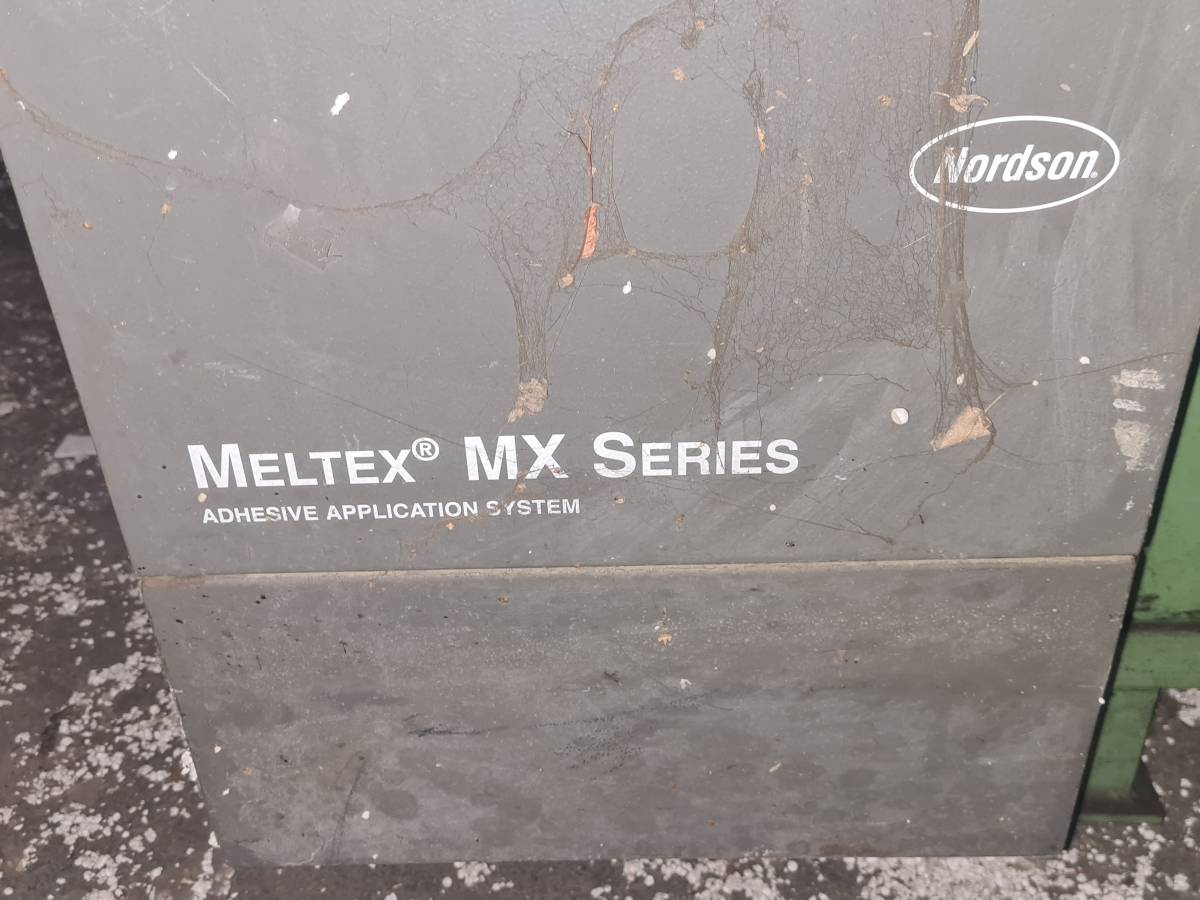 Nordson®
MELTEX® MX SERIES
ADHESIVE APPLICATION SYSTEM